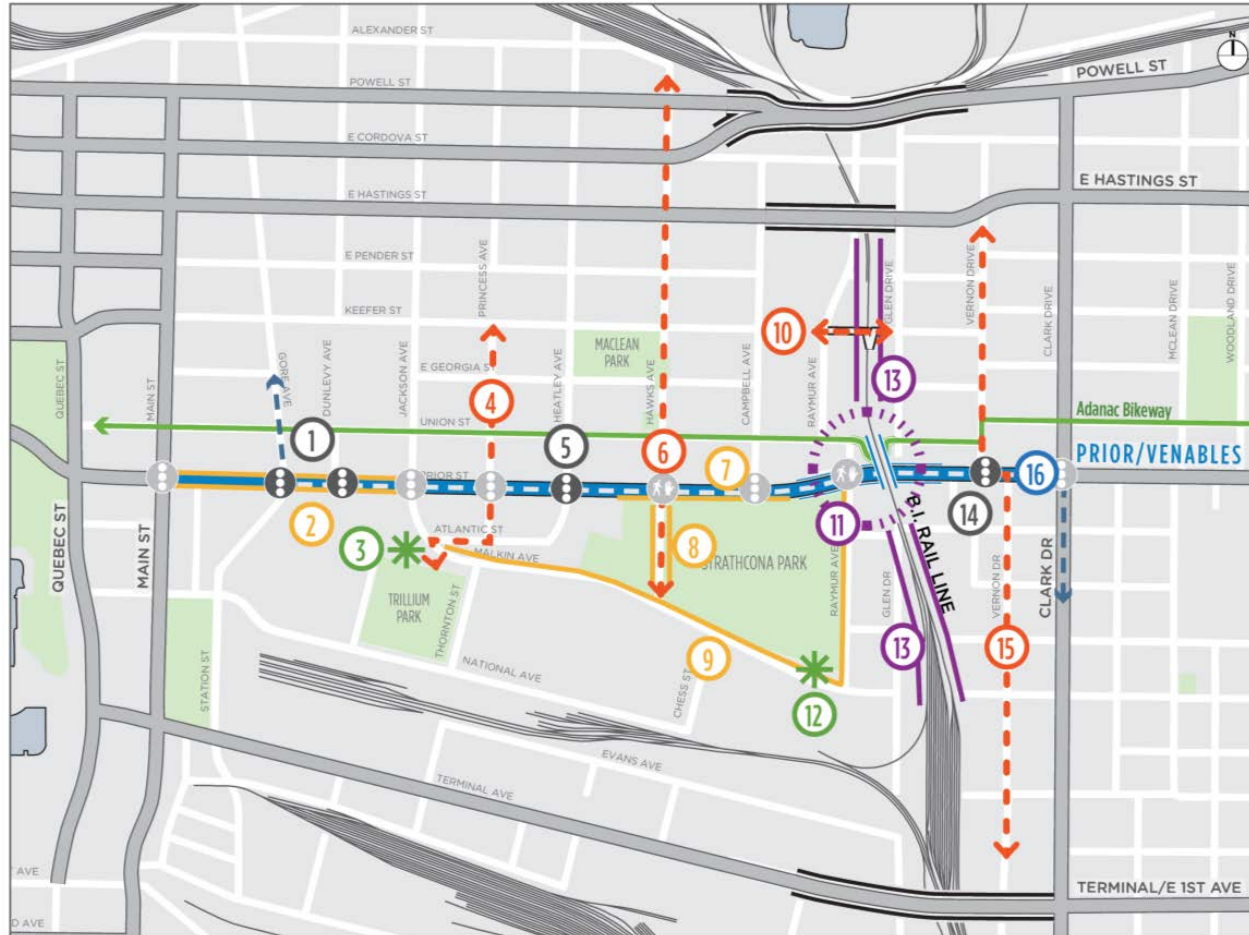 ALEXANDER ST
N
POWELL ST
POWELL ST
E CORDOVA ST
E HASTINGS ST
E HASTINGS ST
E PENDER ST
PRINCESS AVE
GLEN DRIVE
VERNON DRIVE
CLARK DRIVE
MCLEAN DRIVE
WOODLAND DRIVE
KEEFER ST
10
MACLEAN PARK
QUEBEC ST
MAIN ST
GORE AVE
DUNLEVY AVE
JACKSON AVE
E GEORGIA ST
HEATLEY AVE
HAWKS AVE
CAMPBELL AVE
RAYMUR AVE
13
4
UNION ST
Adanac Bikeway
1
5
6
7
PRIOR/VENABLES
PRIOR ST
16
2
11
14
QUEBEC ST
MAIN ST
3
ATLANTIC ST
MALKIN AVE
8
STRATHCONA PARK
B.I. RAIL LINE
TRILLIUM
PARK
THORNTON ST
RAYMUR AVE
GLEN DR
VERNON DR
CLARK DR
STATION ST
NATIONAL AVE
9
CHESS ST
12
13
15
EVANS AVE
TERMINAL AVE
AVE
TERMINAL/E 1ST AVE
D AVE